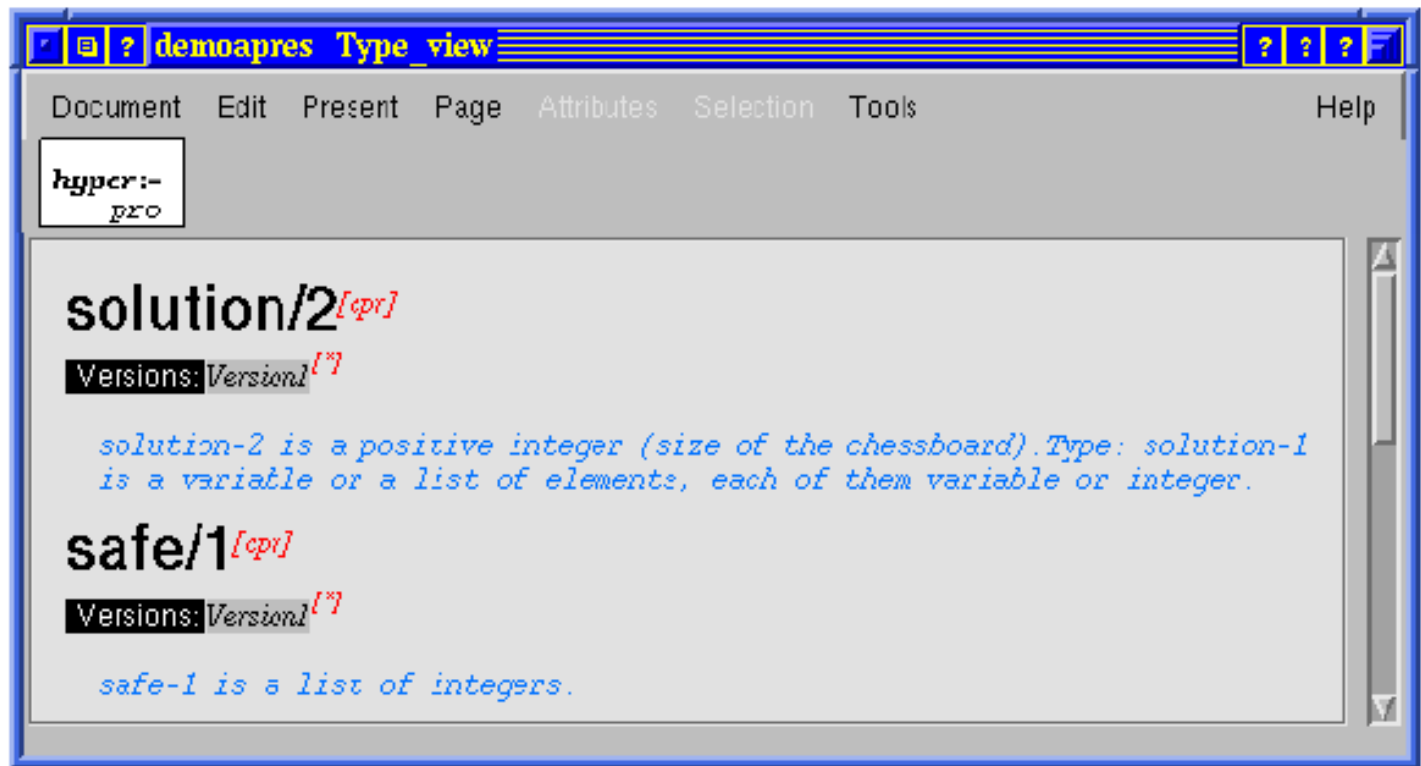 ? demoapres Type_view ? ? ?
Document Edit Present Page Attributes Selection Tools Help
hyper:-
pro
solution/2[cpr]
Versions: Version1[*]
solution-2 is a positive integer (size of the chessboard).Type: solution-1
is a variable or a list of elements, each of them variable or integer.
safe/1[cpr]
Versions: Version1[*]
safe-1 is a list of integers.